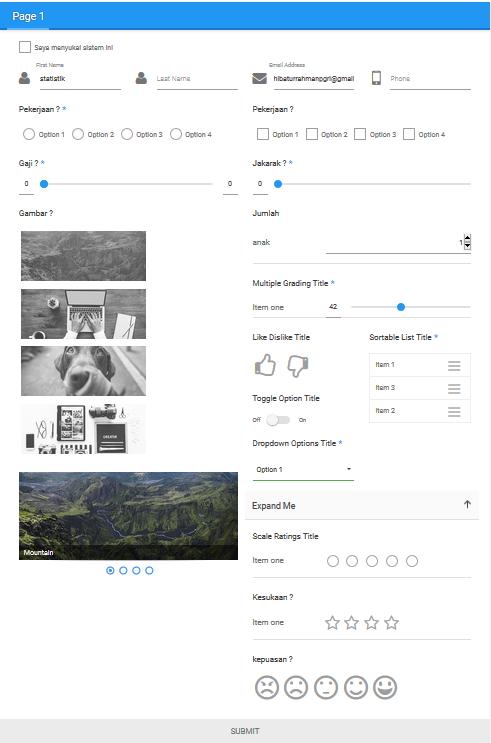 Page 1
Saya menyukai sistem ini
First Name
statistik
Last Name
Email Address
hibaturrahmanpgri@gmail
Phone
Pekerjaan ? *
Option 1 Option 2 Option 3 Option 4
Pekerjaan ?
Option 1 Option 2 Option 3 Option 4
Gaji ? *
0 0
Jakarak ? *
0
Gambar ?
Mountain
Jumlah
anak 1
Multiple Grading Title *
Item one 42
Like Dislike Title
Sortable List Title *
Item 1
Item 3
Item 2
Toggle Option Title
Off On
Dropdown Options Title *
Option 1
Expand Me
Scale Ratings Title
Item one
Kesukaan ?
Item one
kepuasan ?
SUBMIT